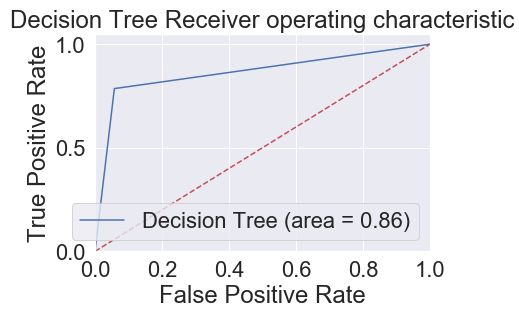 Decision Tree Receiver operating characteristic
1.0
True Positive Rate
0.5
Decision Tree (area = 0.86)
0.0
0.0 0.2 0.4 0.6 0.8 1.0
False Positive Rate